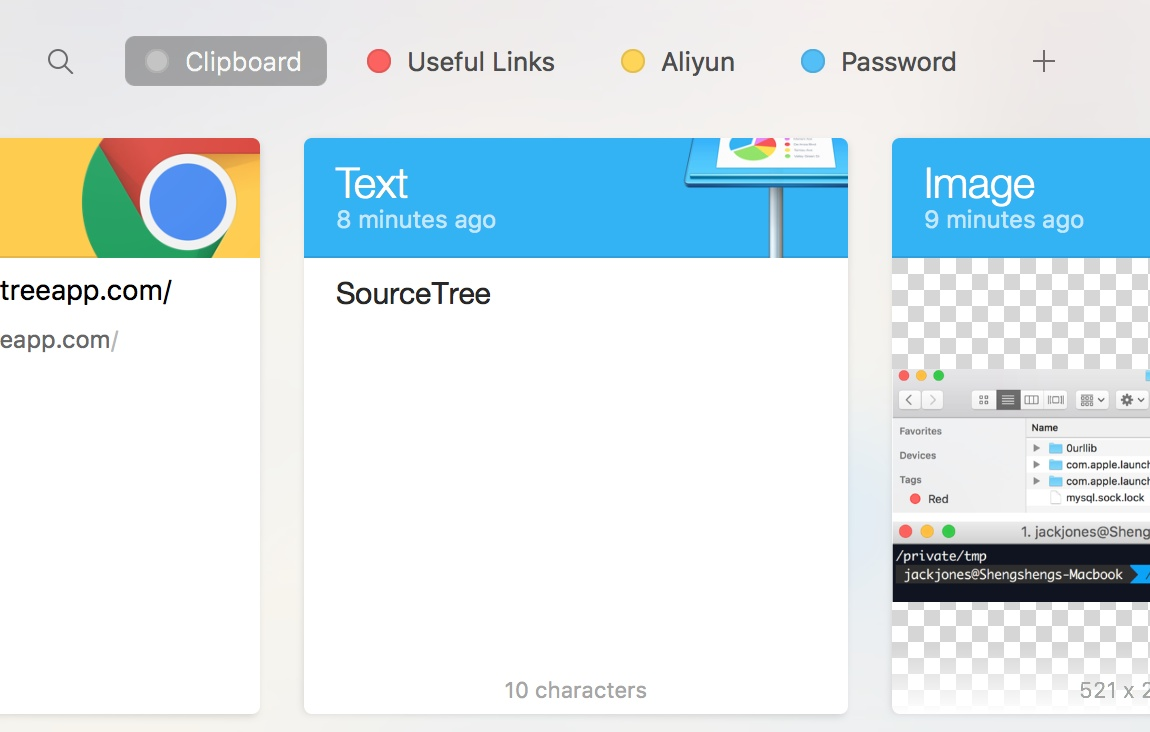 Clipboard
Useful Links
Aliyun
Password
treeapp.com/
eapp.com/
Text
8 minutes ago
SourceTree
10 characters
Image
9 minutes ago
Favorites
Devices
Tags
Red
Name
0urllib
com.apple.launch
com.apple.launch
mysql.sock.lock
1. jackjones@Sheng
/private/tmp
jackjones@Shengshengs-Macbook
521 x 2